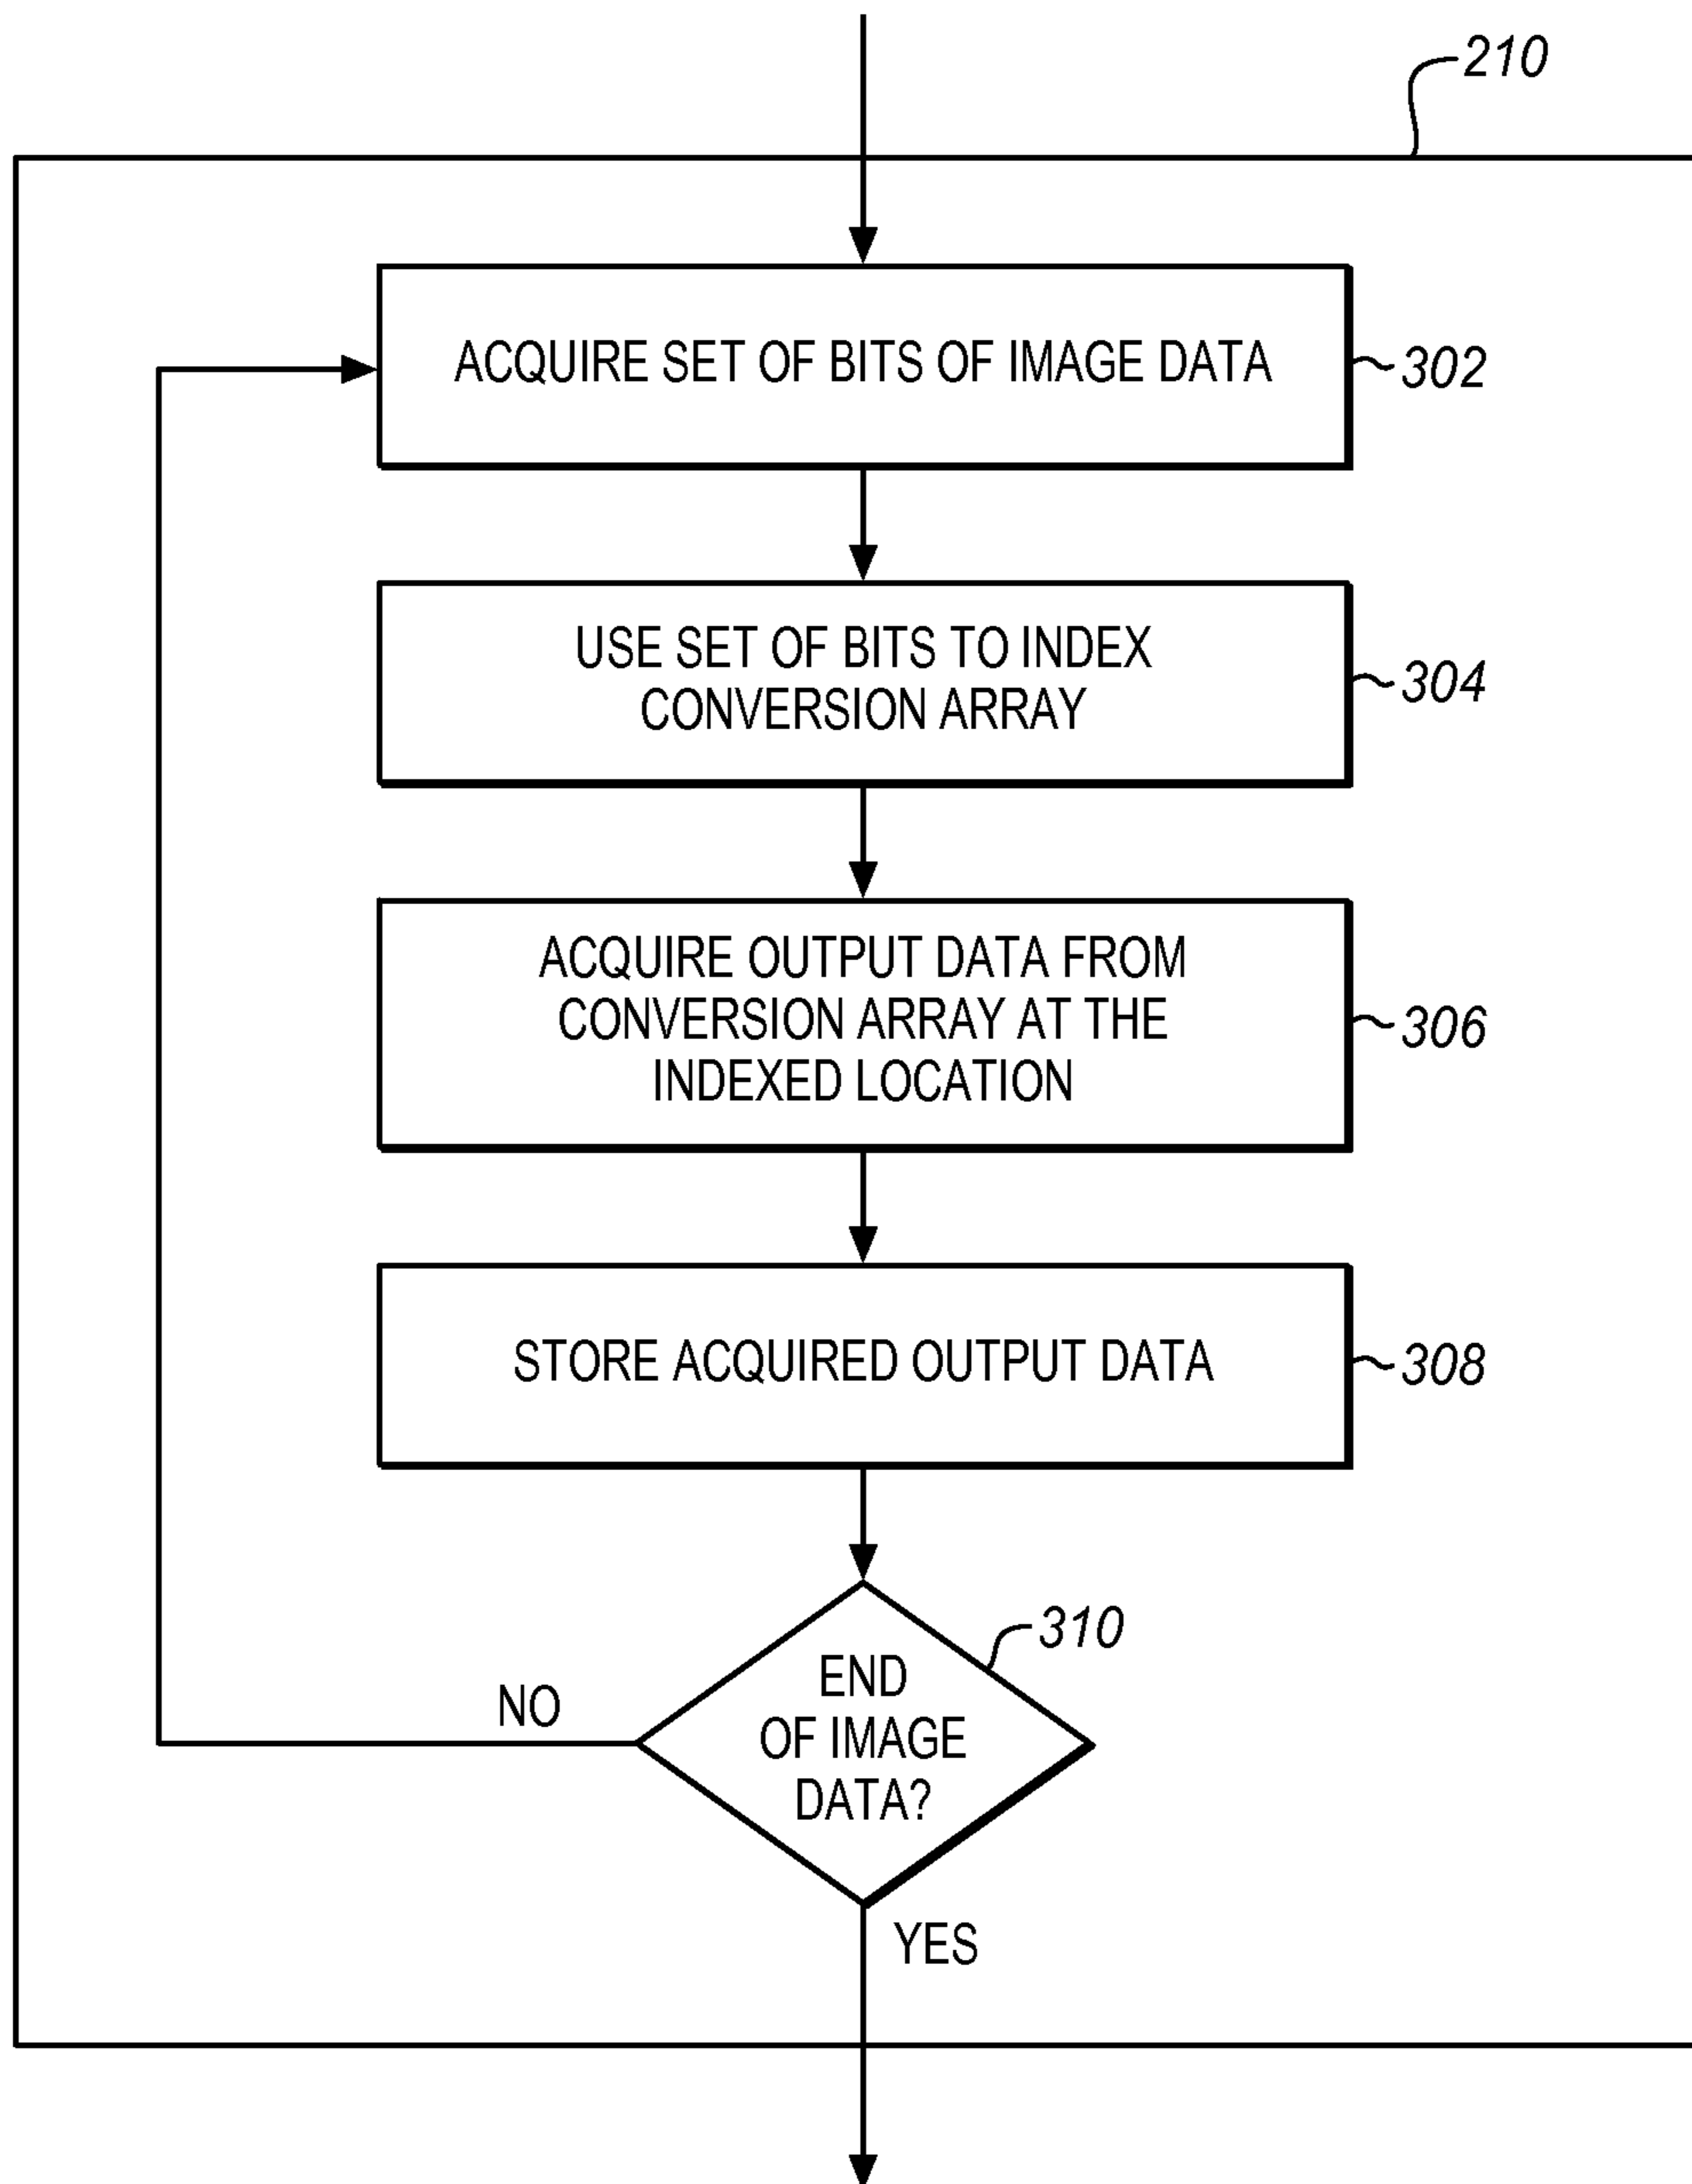 210
ACQUIRE SET OF BITS OF IMAGE DATA
302
USE SET OF BITS TO INDEX
CONVERSION ARRAY
304
ACQUIRE OUTPUT DATA FROM
CONVERSION ARRAY AT THE
INDEXED LOCATION
306
STORE ACQUIRED OUTPUT DATA
308
310
END
OF IMAGE
DATA?
NO
YES